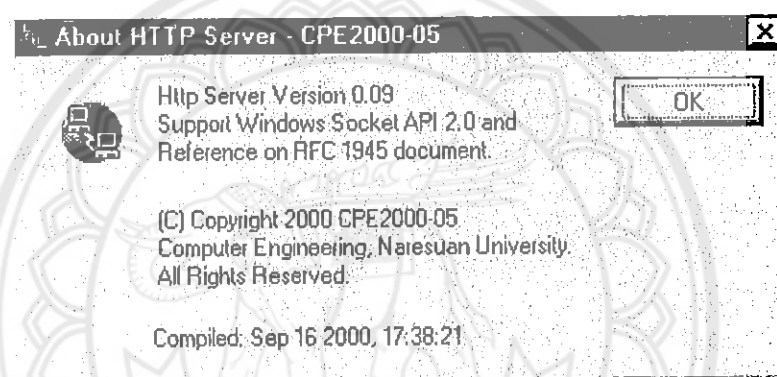 About HTTP Server - CPE2000-05
Http Server Version 0.09
OK
Support Windows Socket API 2.0 and
Reference on RFC 1945 document.
(C) Copyright 2000 CPE2000-05
Computer Engineering, Naresuan University.
All Rights Reserved.
Compiled: Sep 16 2000, 17:38:21